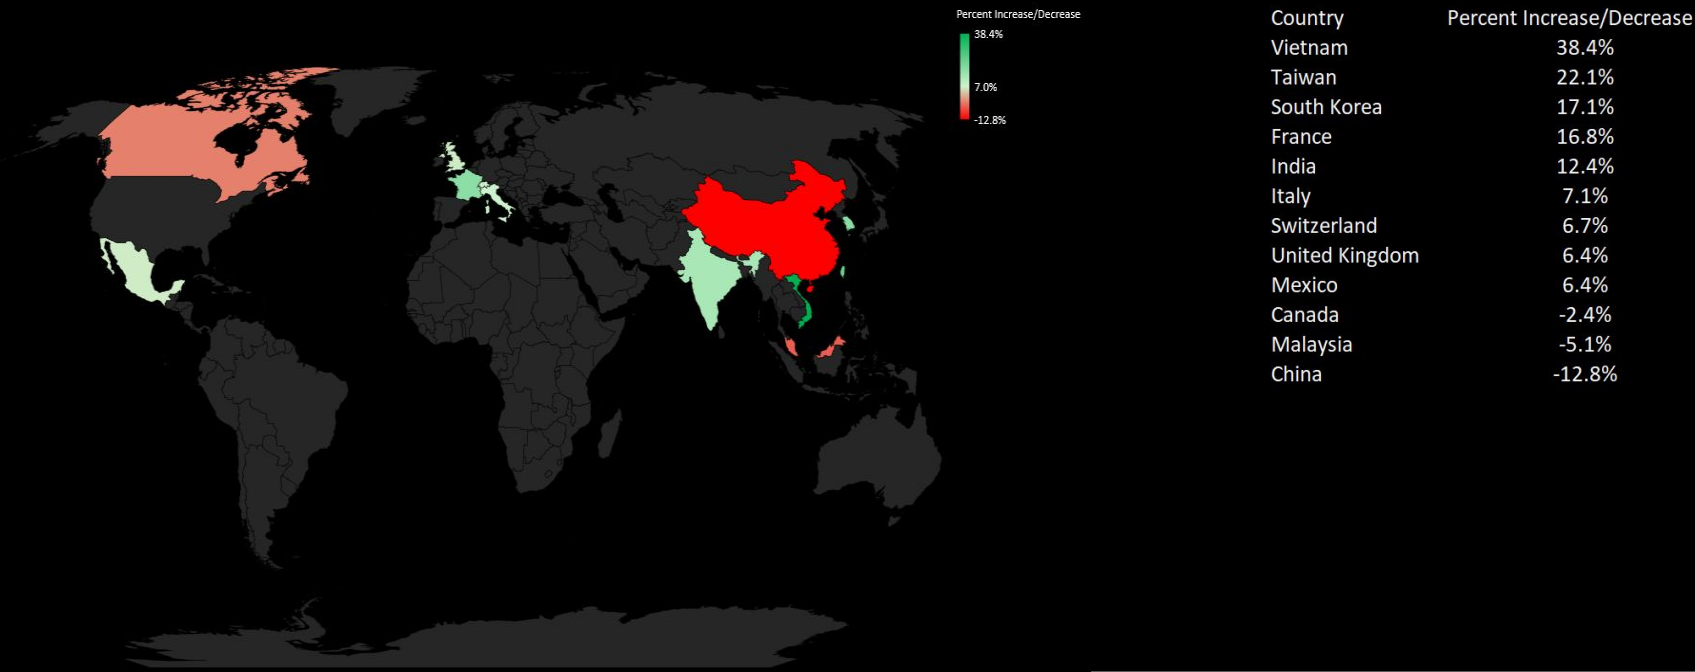 Percent Increase/Decrease
38.4%
7.0%
-12.8%
Country Percent Increase/Decrease
Vietnam 38.4%
Taiwan 22.1%
South Korea 17.1%
France 16.8%
India 12.4%
Italy 7.1%
Switzerland 6.7%
United Kingdom 6.4%
Mexico 6.4%
Canada -2.4%
Malaysia -5.1%
China -12.8%